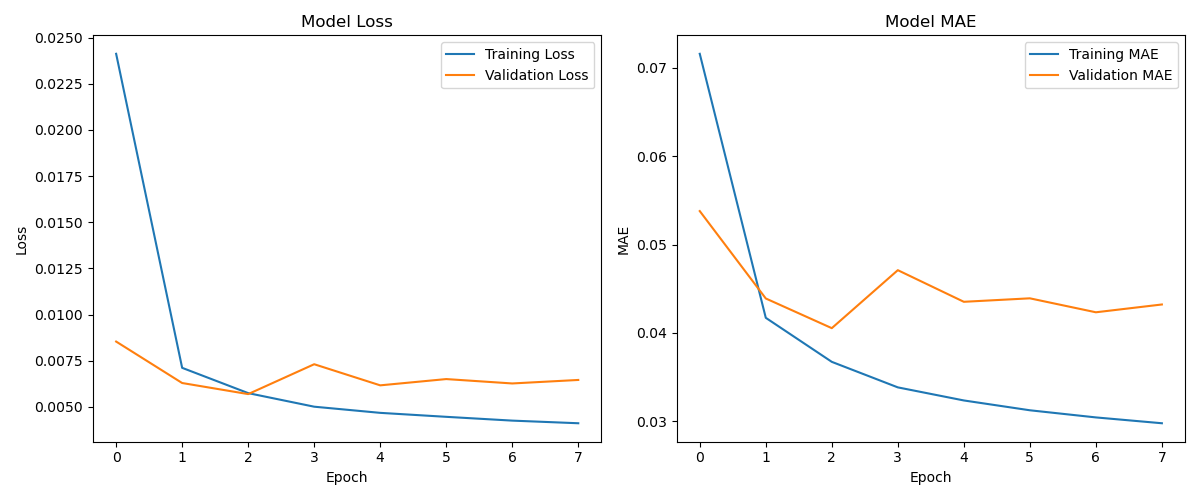 Model Loss
Training Loss
Validation Loss
0.0250
0.0225
0.0200
0.0175
0.0150
0.0125
0.0100
0.0075
0.0050
Loss
0 1 2 3 4 5 6 7
Epoch
Model MAE
Training MAE
Validation MAE
0.07
0.06
0.05
0.04
0.03
MAE
0 1 2 3 4 5 6 7
Epoch